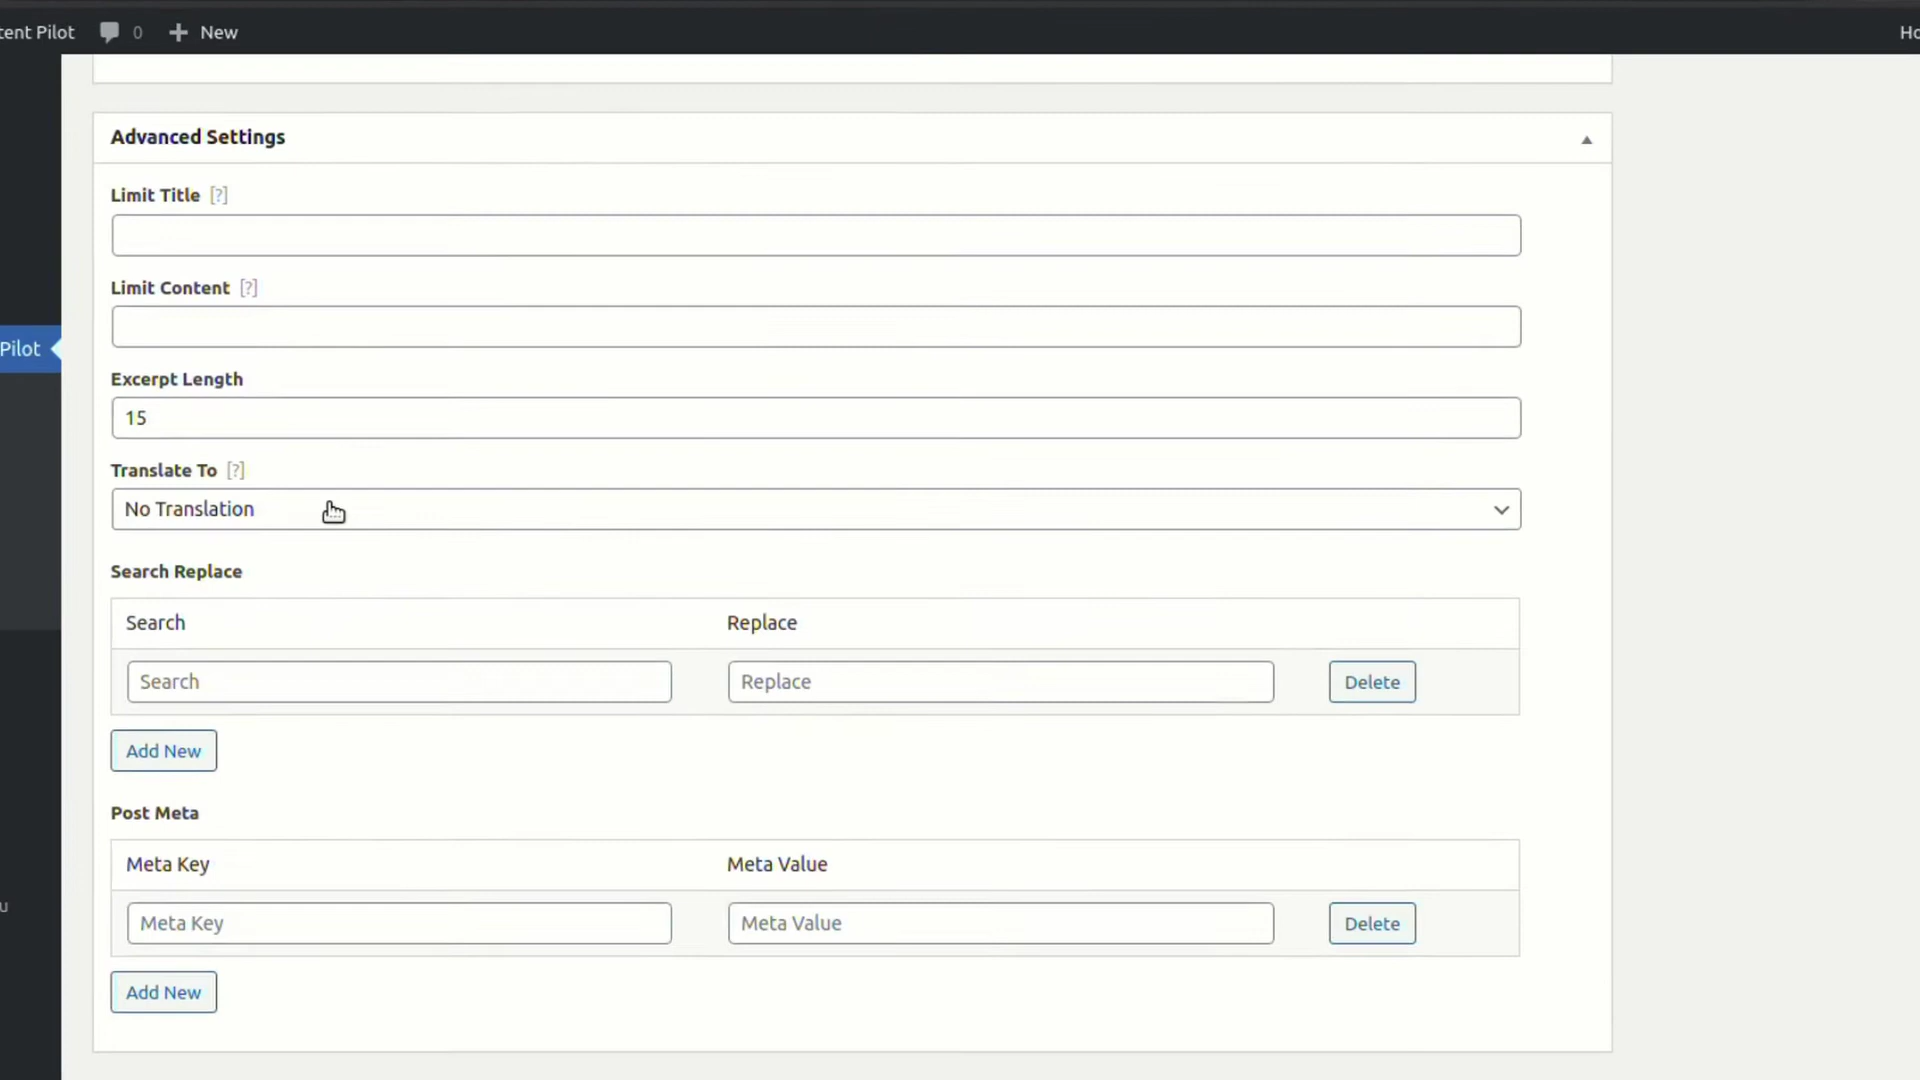 tent Pilot 0 + New Ho
Advanced Settings
Limit Title [?]
Limit Content [?]
Pilot
Excerpt Length
15
Translate To [?]
No Translation
Search Replace
Search Replace
Search Replace Delete
Add New
Post Meta
Meta Key Meta Value
u
Meta Key Meta Value Delete
Add New